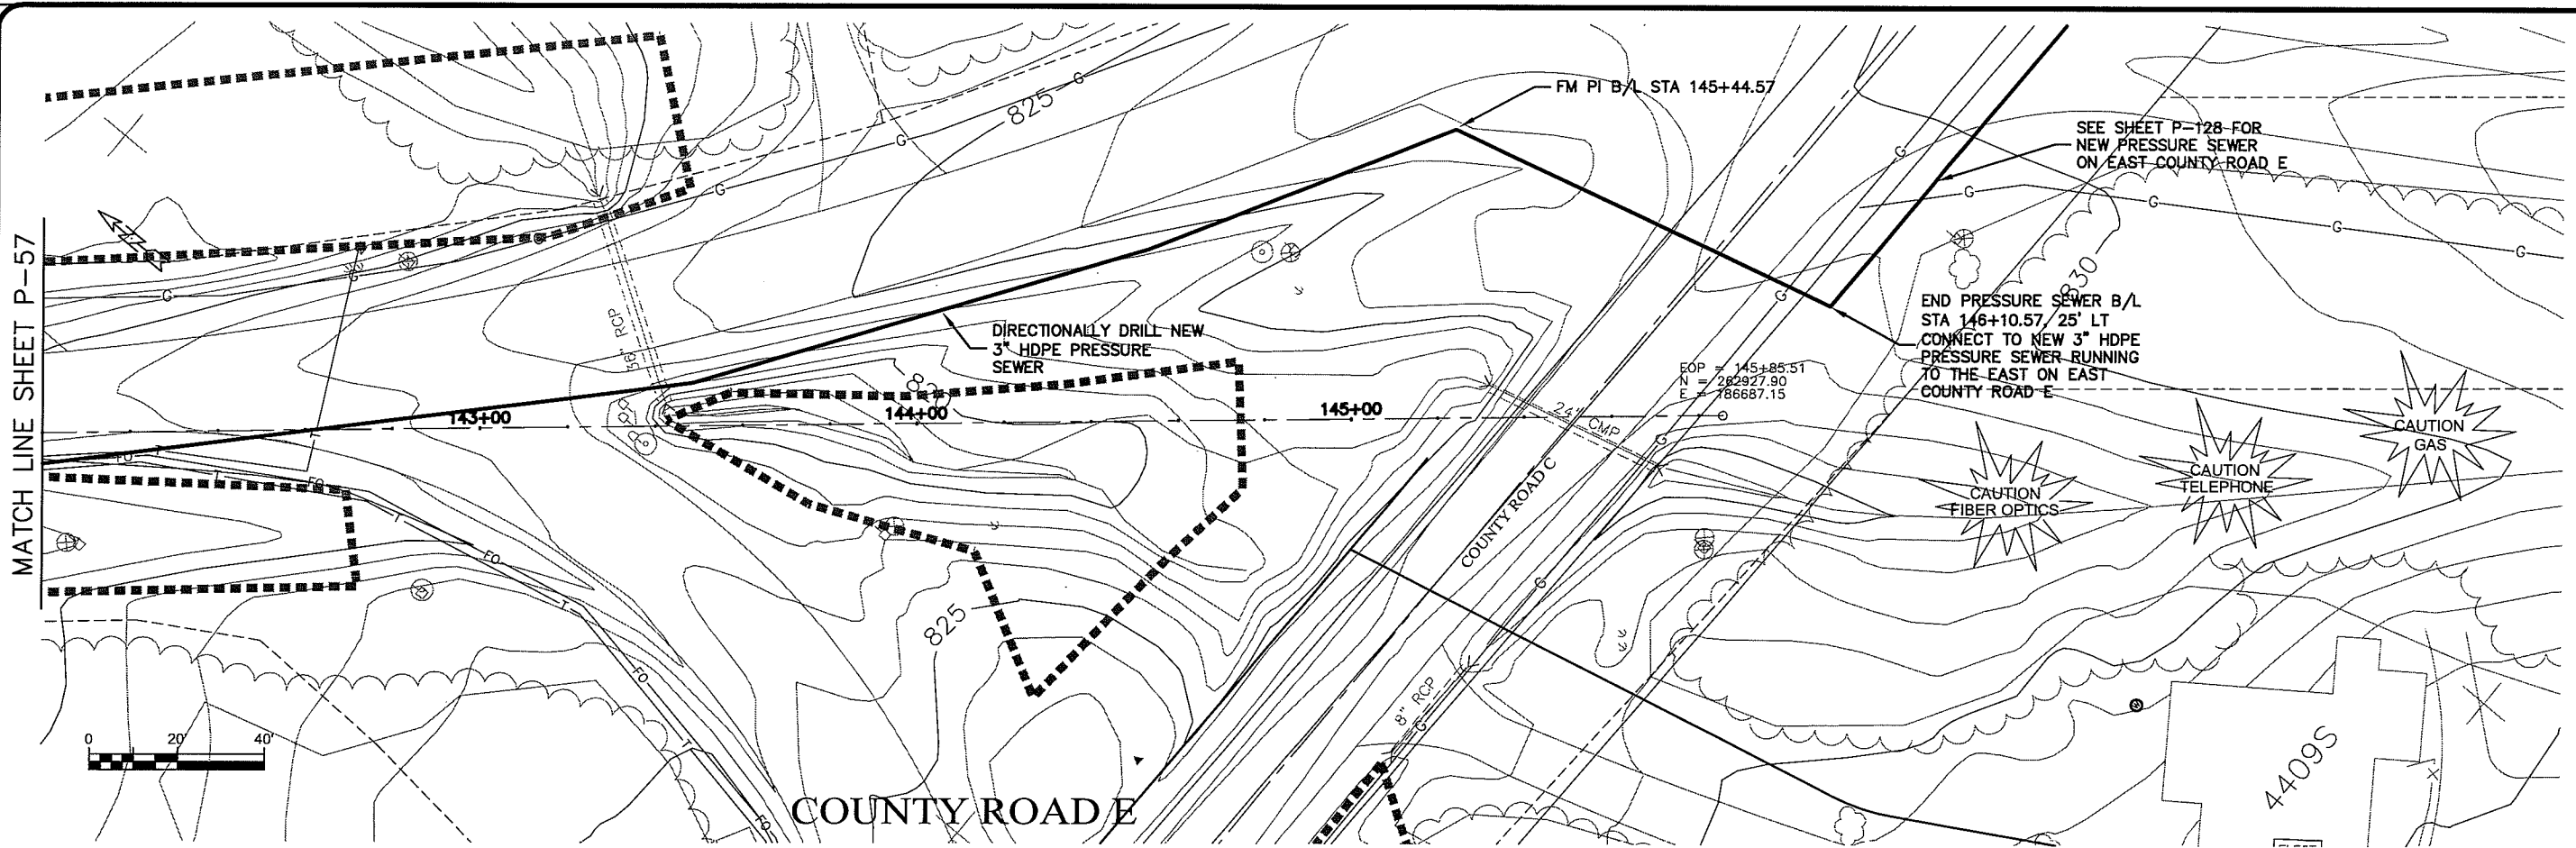 MATCH LINE SHEET P-57
825
FM PI B/L STA 145+44.57
SEE SHEET P-128 FOR
NEW PRESSURE SEWER
ON EAST COUNTY ROAD E
G
G
G
G
G
G
G
G
G
G
G
G
G
G
36" RCP
DIRECTIONALLY DRILL NEW
3" HDPE PRESSURE
SEWER
830
END PRESSURE SEWER B/L
STA 146+10.57, 25' LT
CONNECT TO NEW 3" HDPE
PRESSURE SEWER RUNNING
TO THE EAST ON EAST
COUNTY ROAD E
EOP = 145+85.51
N = 262927.90
E = 186687.15
143+00
144+00
145+00
24" CMP
COUNTY ROAD C
CAUTION
FIBER OPTICS
CAUTION
TELEPHONE
CAUTION
GAS
FO
T
T
FO
T
FO
T
FO
T
FO
825
8" RCP
0 20' 40'
COUNTY ROAD E
4409S